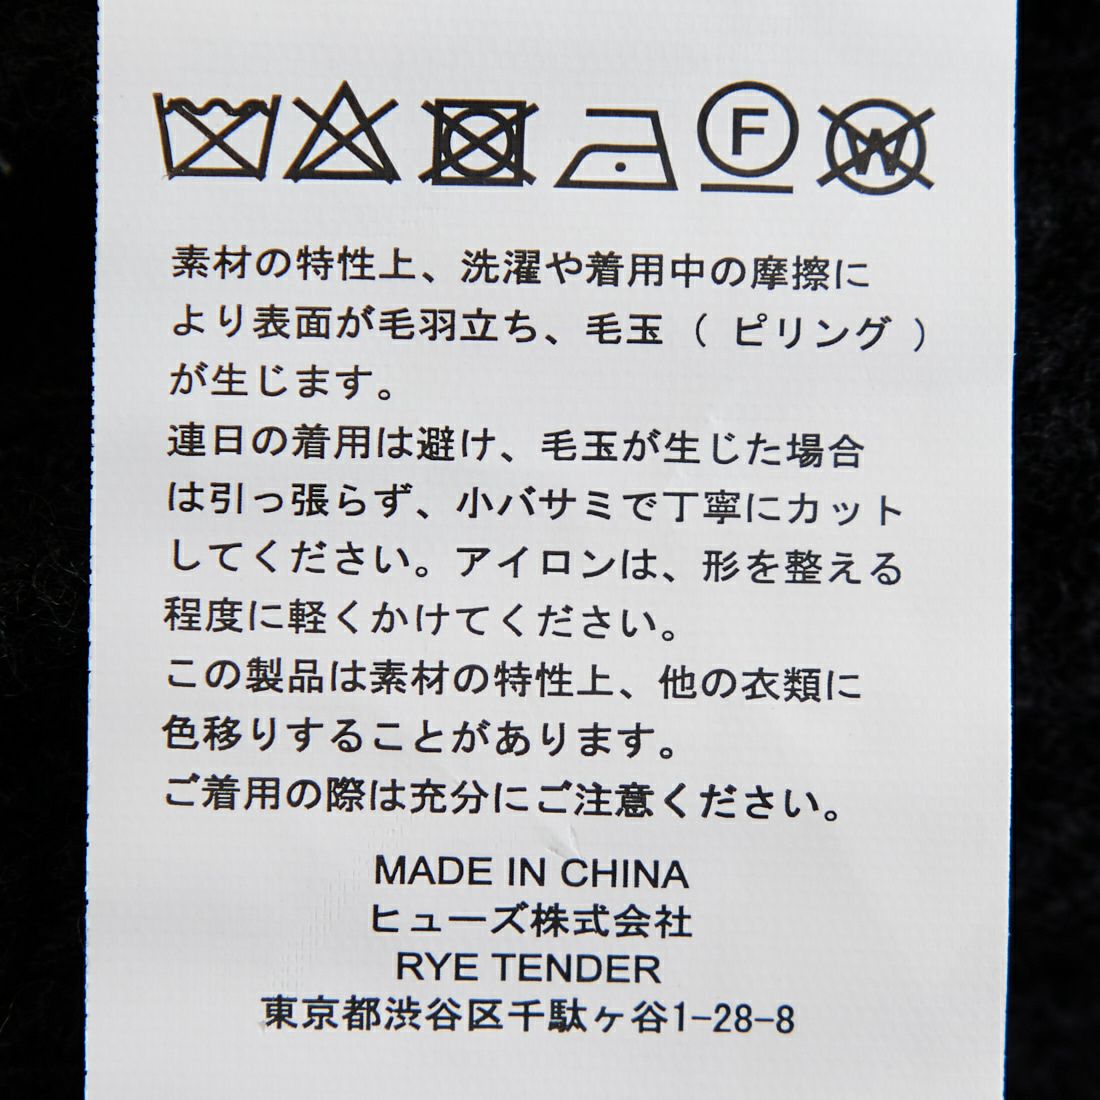 F W
素材の特性上、洗濯や着用中の摩擦に
より表面が毛羽立ち、毛玉（ピリング）
が生じます。
連日の着用は避け、毛玉が生じた場合
は引っ張らず、小バサミで丁寧にカット
してください。アイロンは、形を整える
程度に軽くかけてください。
この製品は素材の特性上、他の衣類に
色移りすることがあります。
ご着用の際は充分にご注意ください。
MADE IN CHINA
ヒューズ株式会社
RYE TENDER
東京都渋谷区千駄ヶ谷1-28-8